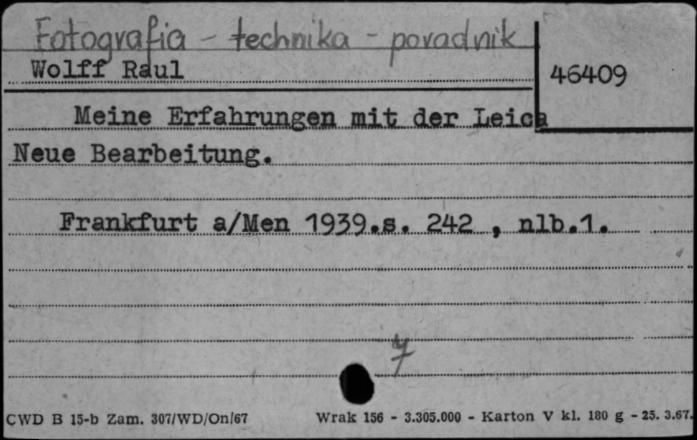 Fotografia - technika - poradnik
Wolff Raul
46409
Meine Erfahrungen mit der Leica
Neue Bearbeitung.
Frankfurt a/Men 1939.s. 242 , nlb.1.
7
CWD B 15-b Zam. 307/WD/On/67 Wrak 156 - 3.305.000 - Karton V kl. 180 g - 25. 3.67.